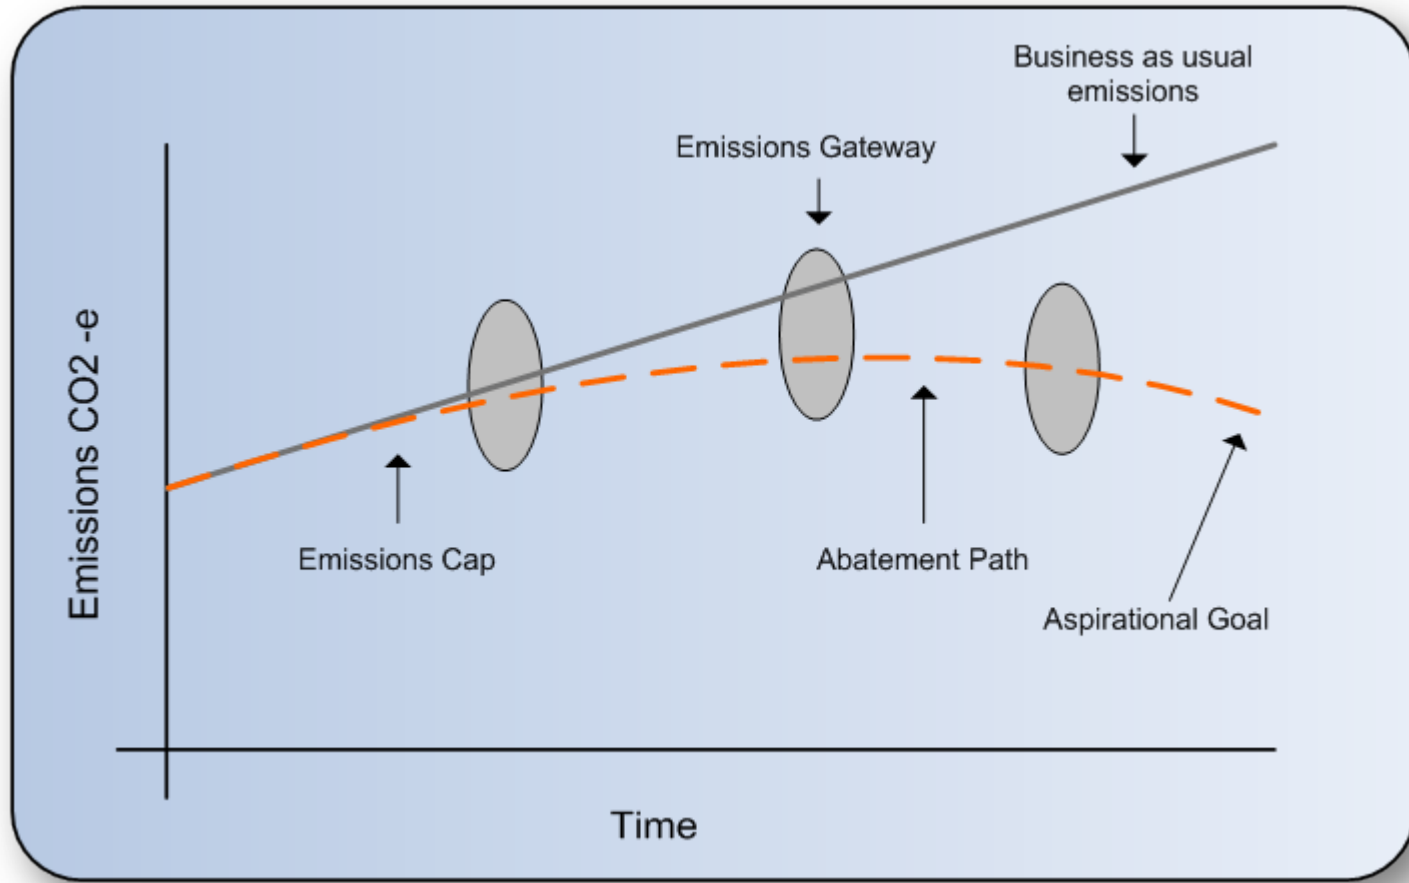 Business as usual
emissions
Emissions Gateway
Emissions CO2 -e
Emissions Cap
Abatement Path
Aspirational Goal
Time